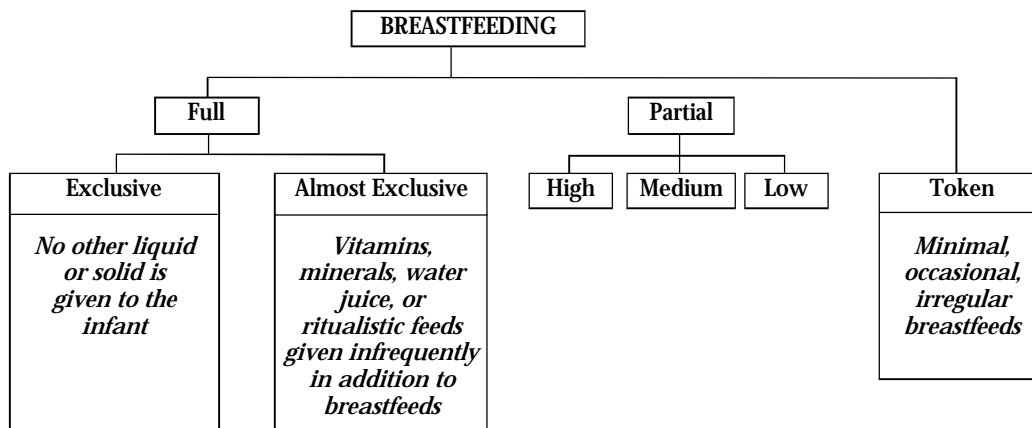 BREASTFEEDING
Full
Partial
Exclusive
No other liquid
or solid is
given to the
infant
Almost Exclusive
Vitamins,
minerals, water
juice, or
ritualistic feeds
given infrequently
in addition to
breastfeeds
High
Medium
Low
Token
Minimal,
occasional,
irregular
breastfeeds